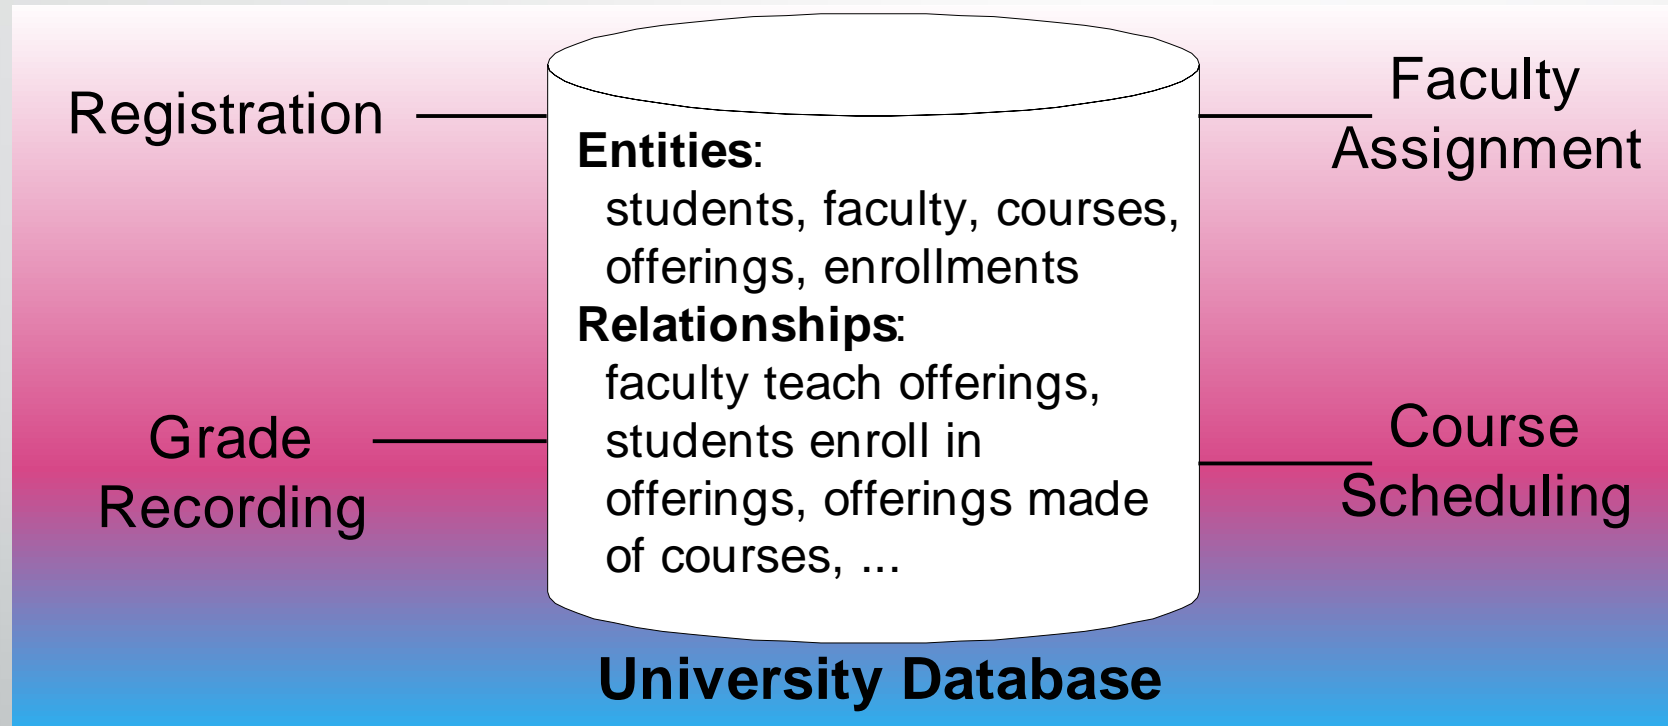 Registration
Grade
Recording
Entities:
students, faculty, courses,
offerings, enrollments
Relationships:
faculty teach offerings,
students enroll in
offerings, offerings made
of courses, ...
Faculty
Assignment
Course
Scheduling
University Database